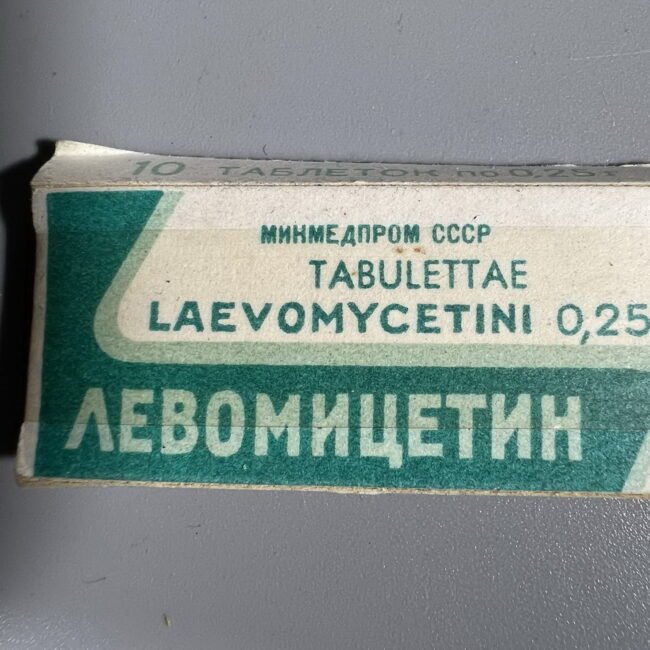 10 ТАБЛЕТОК по 0,25 г
МИНМЕДПРОМ СССР
TABULETTAE
LAEVOMYCETINI 0,25
ЛЕВОМИЦЕТИН